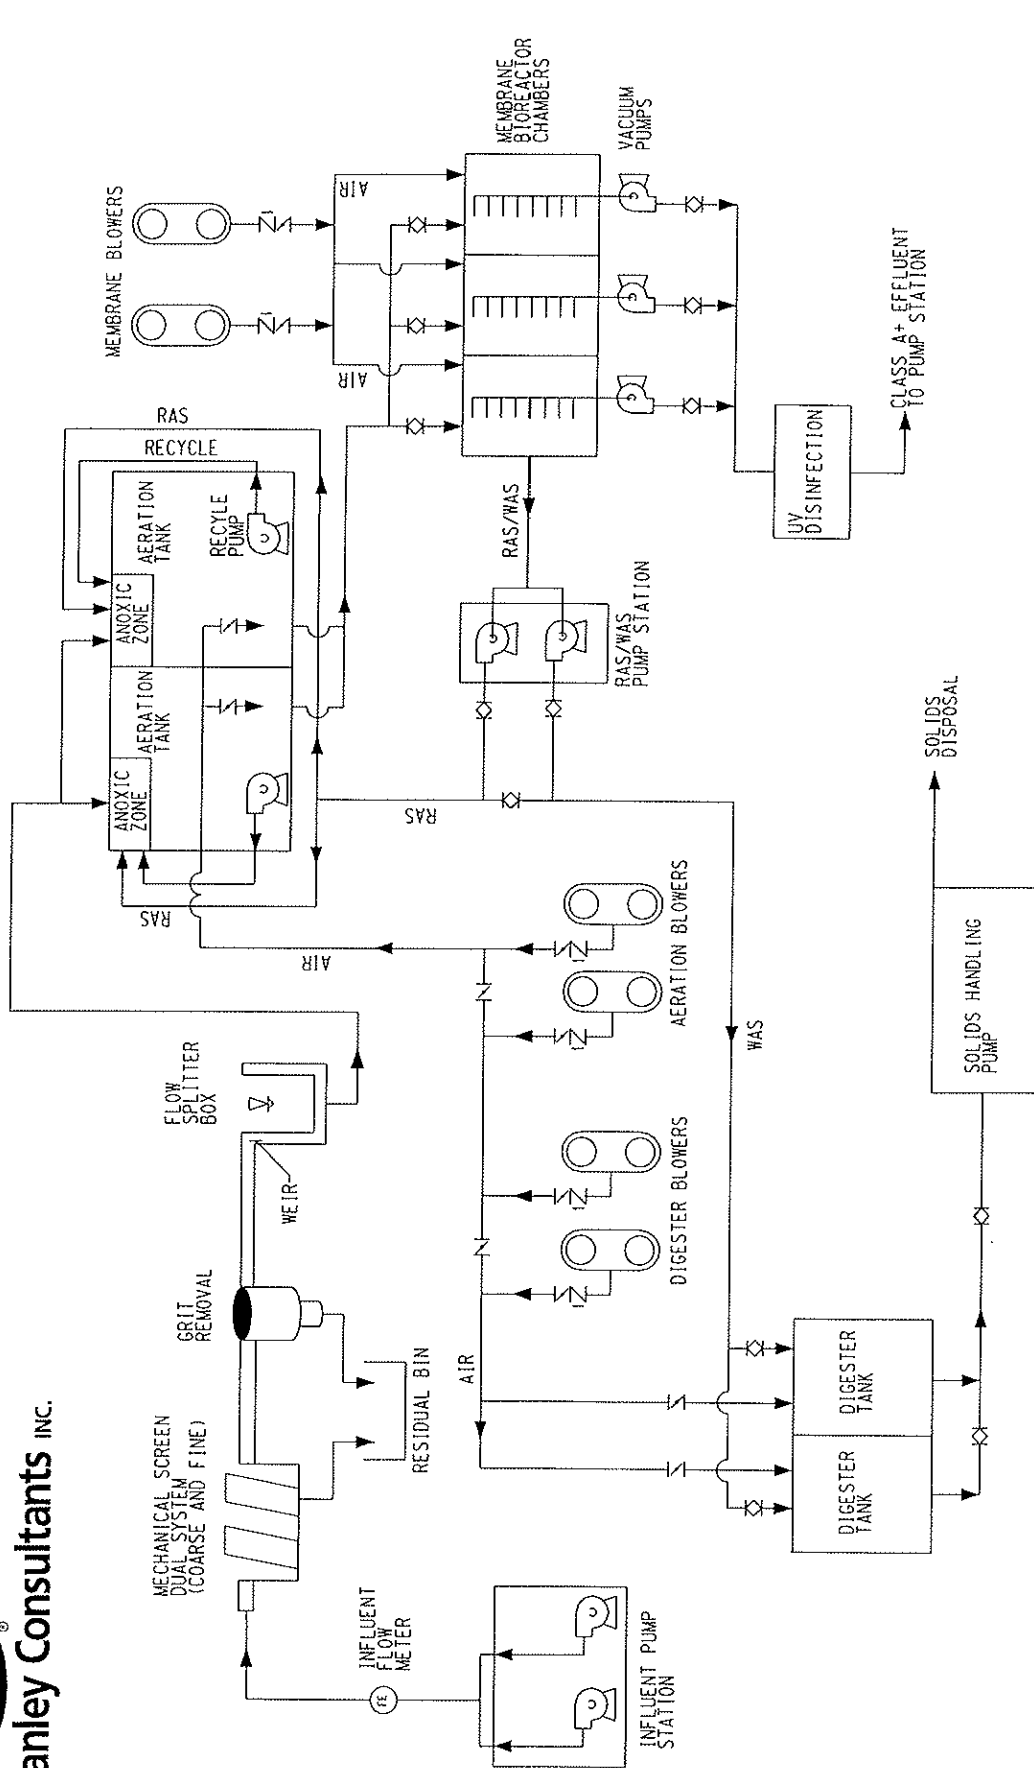 anley Consultants INC.
®
INFLUENT PUMP
STATION
INFLUENT
FLOW
METER
FE
MECHANICAL SCREEN
DUAL SYSTEM
(COARSE AND FINE)
RESIDUAL BIN
GRIT
REMOVAL
WEIR
FLOW
SPLITTER
BOX
AIR
DIGESTER BLOWERS
AERATION BLOWERS
AIR
DIGESTER
TANK
DIGESTER
TANK
WAS
SOLIDS HANDLING
PUMP
SOLIDS
DISPOSAL
RAS
RAS
ANOXIC
ZONE
AERATION
TANK
ANOXIC
ZONE
AERATION
TANK
RECYLE
PUMP
RECYCLE
RAS
RAS/WAS
PUMP STATION
RAS/WAS
MEMBRANE BLOWERS
AIR
AIR
MEMBRANE
BIOREACTOR
CHAMBERS
VACUUM
PUMPS
UV
DISINFECTION
CLASS A+ EFFLUENT
TO PUMP STATION